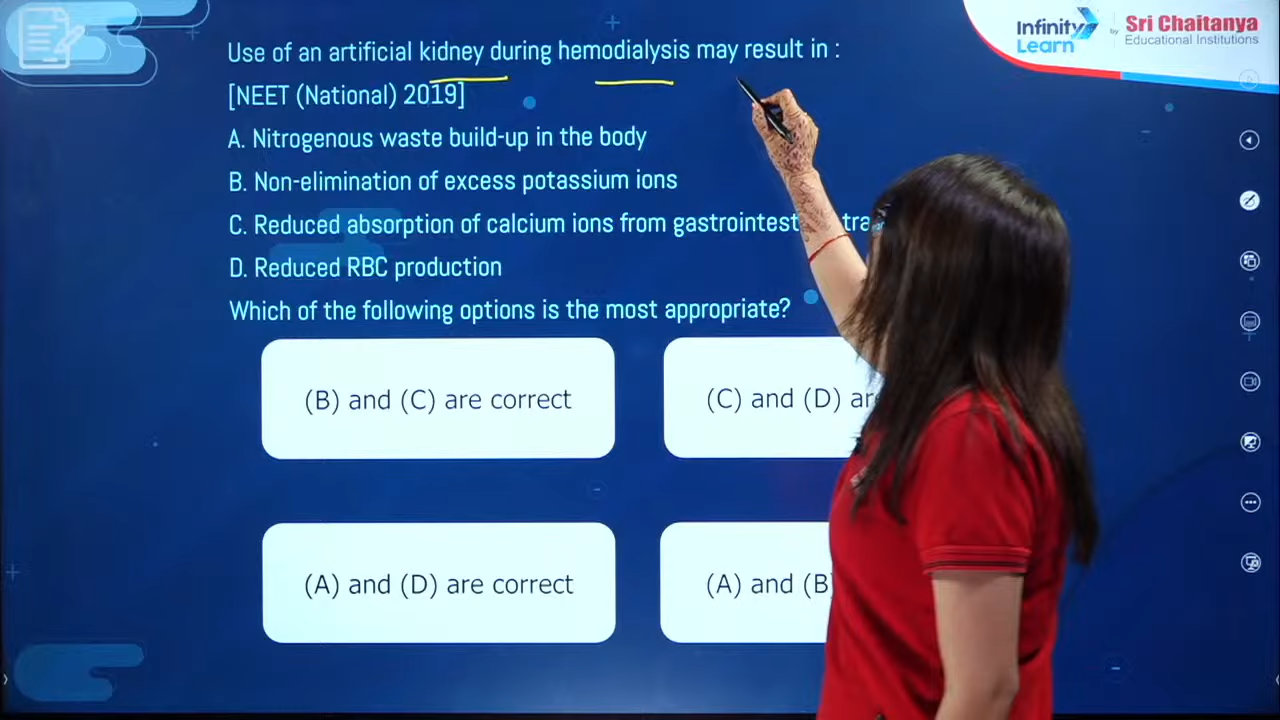 Infinity Learn by Sri Chaitanya Educational Institutions
Use of an artificial kidney during hemodialysis may result in :
[NEET (National) 2019]
A. Nitrogenous waste build-up in the body
B. Non-elimination of excess potassium ions
C. Reduced absorption of calcium ions from
D. Reduced RBC production
Which of the following options is the most appropriate?
(B) and (C) are correct
(C) and (D)
(A) and (D) are correct
(A) and (B)